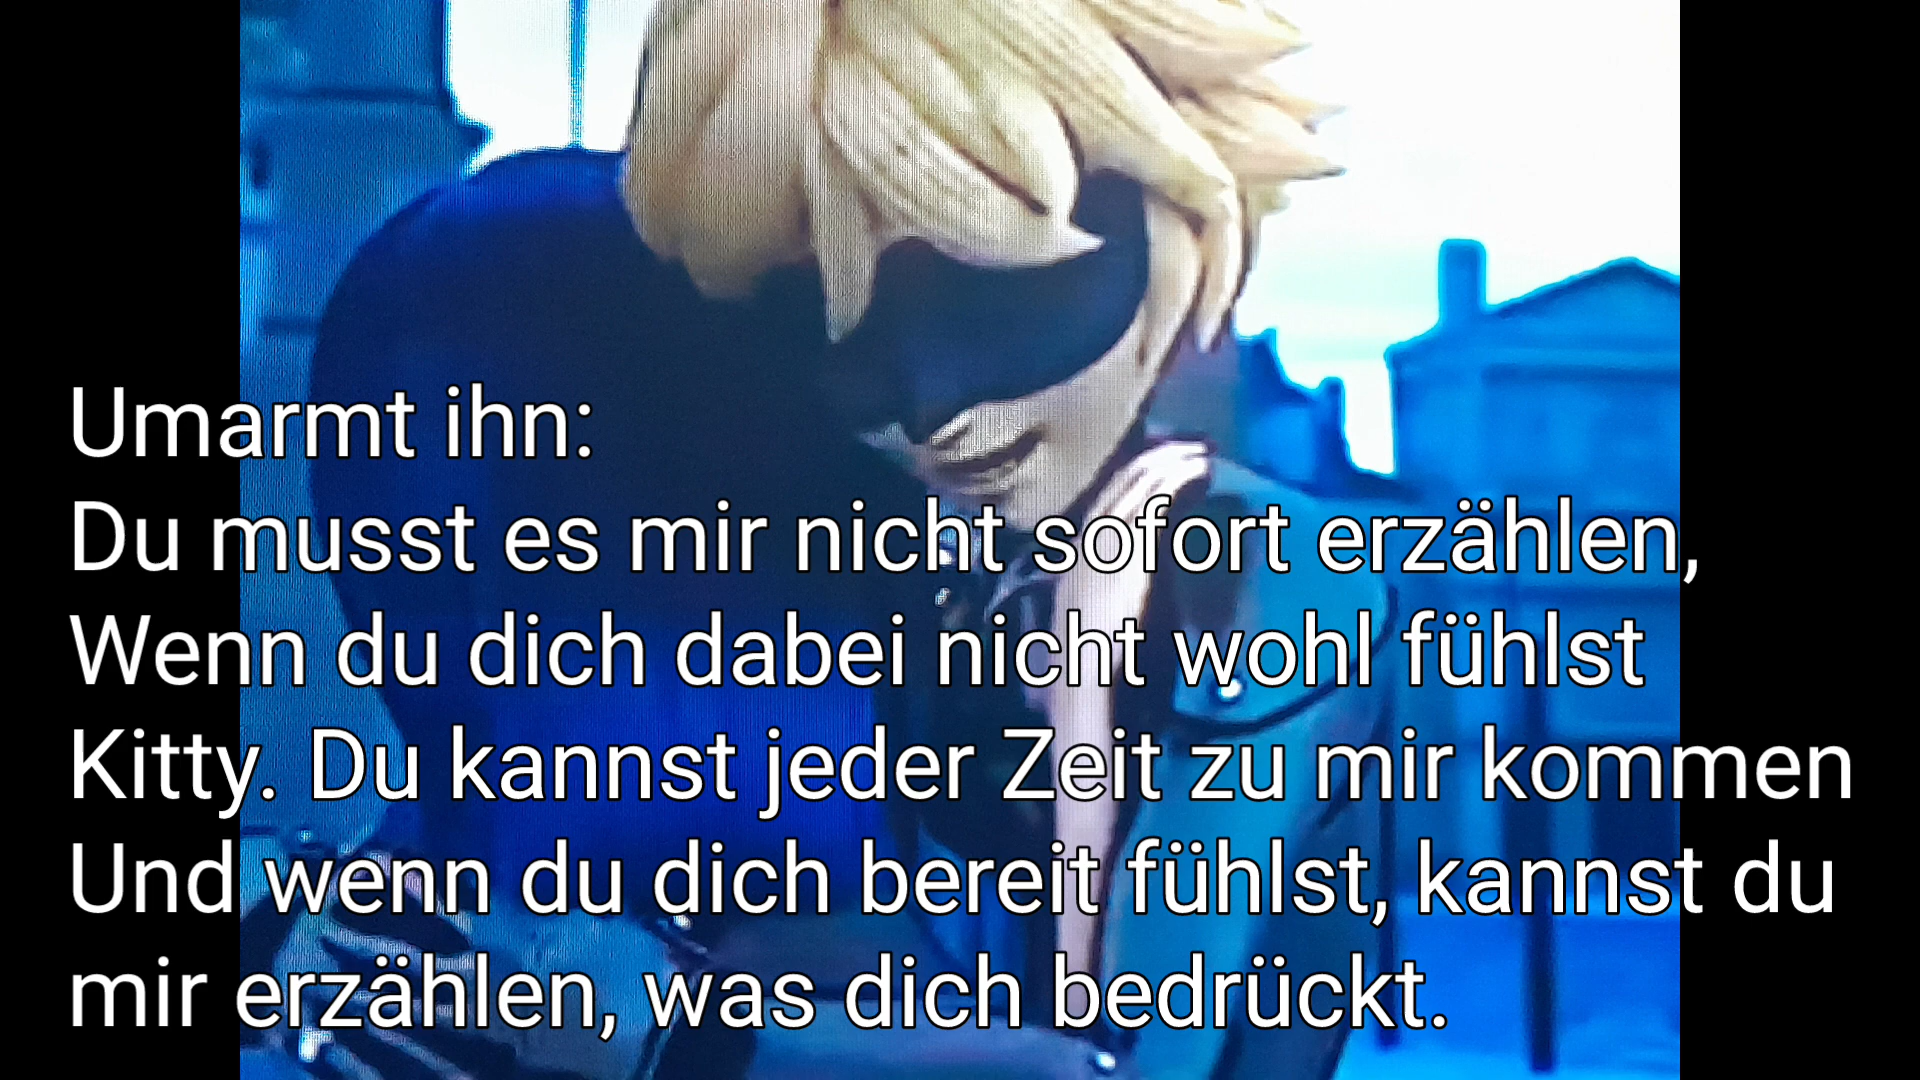 Umarmt ihn:
Du musst es mir nicht sofort erzählen,
Wenn du dich dabei nicht wohl fühlst
Kitty. Du kannst jeder Zeit zu mir kommen
Und wenn du dich bereit fühlst, kannst du
mir erzählen, was dich bedrückt.